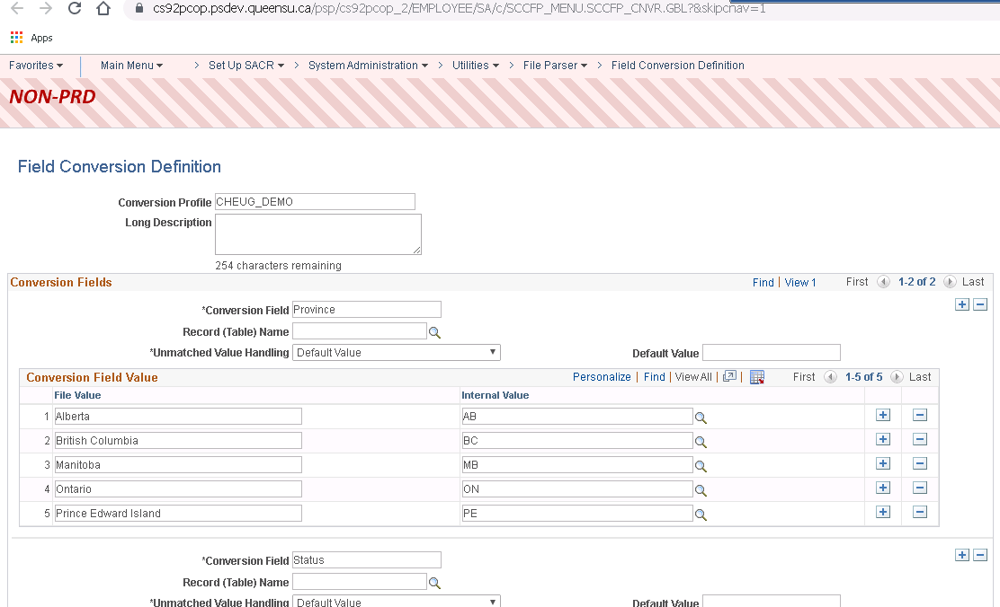 cs92pcop.psdev.queensu.ca/psp/cs92pcop_2/EMPLOYEE/SA/c/SCCFP_MENU.SCCFP_CNVR.GBL?&skipcnav=1
Apps
Favorites Main Menu > Set Up SACR > System Administration > Utilities > File Parser > Field Conversion Definition
NON-PRD
Field Conversion Definition
Conversion Profile CHEUG_DEMO
Long Description
254 characters remaining
Conversion Fields Find | View 1 First 1-2 of 2 Last
*Conversion Field Province
Record (Table) Name
*Unmatched Value Handling Default Value Default Value
Conversion Field Value Personalize | Find | View All | | First 1-5 of 5 Last
File Value Internal Value
1 Alberta AB
2 British Columbia BC
3 Manitoba MB
4 Ontario ON
5 Prince Edward Island PE
*Conversion Field Status
Record (Table) Name
*Unmatched Value Handling Default Value Default Value